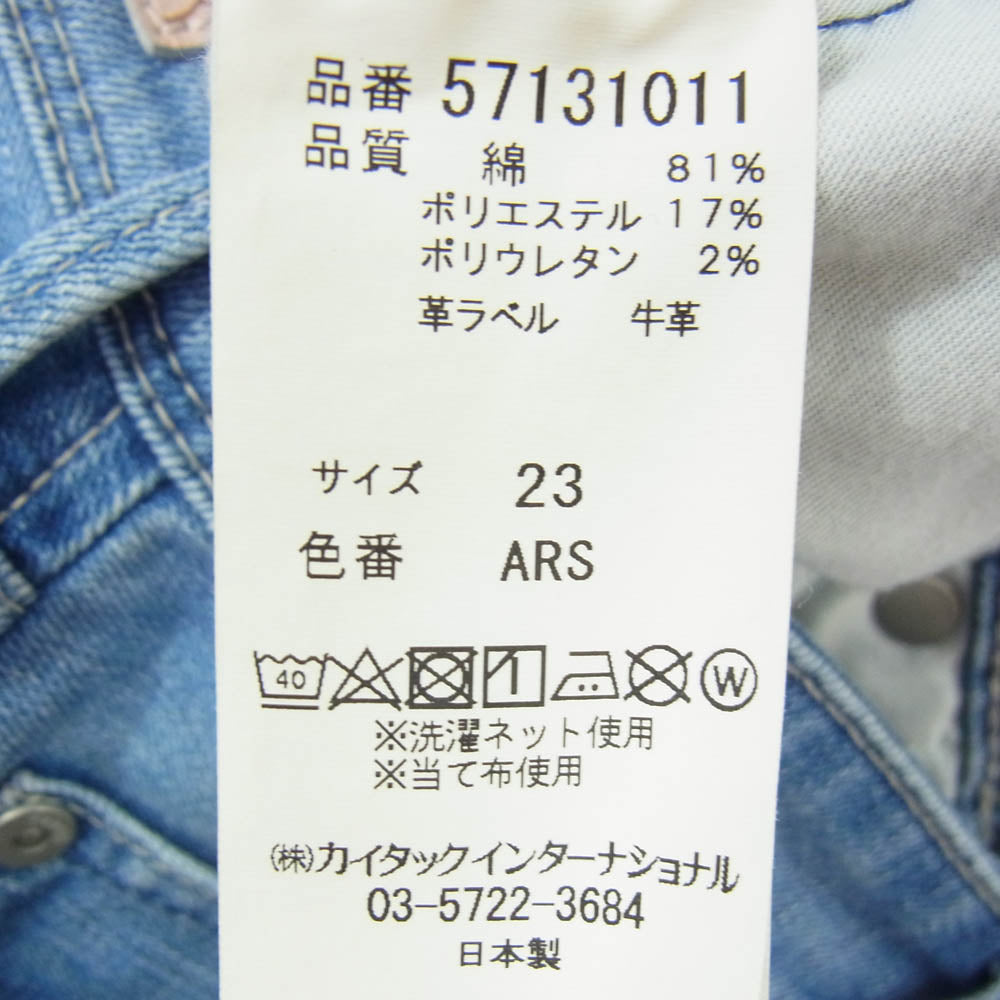 品番 57131011
品質 綿 81%
ポリエステル 17%
ポリウレタン 2%
革ラベル 牛革
サイズ 23
色番 ARS
40 W
※洗濯ネット使用
※当て布使用
(株)カイタックインターナショナル
03-5722-3684
日本製